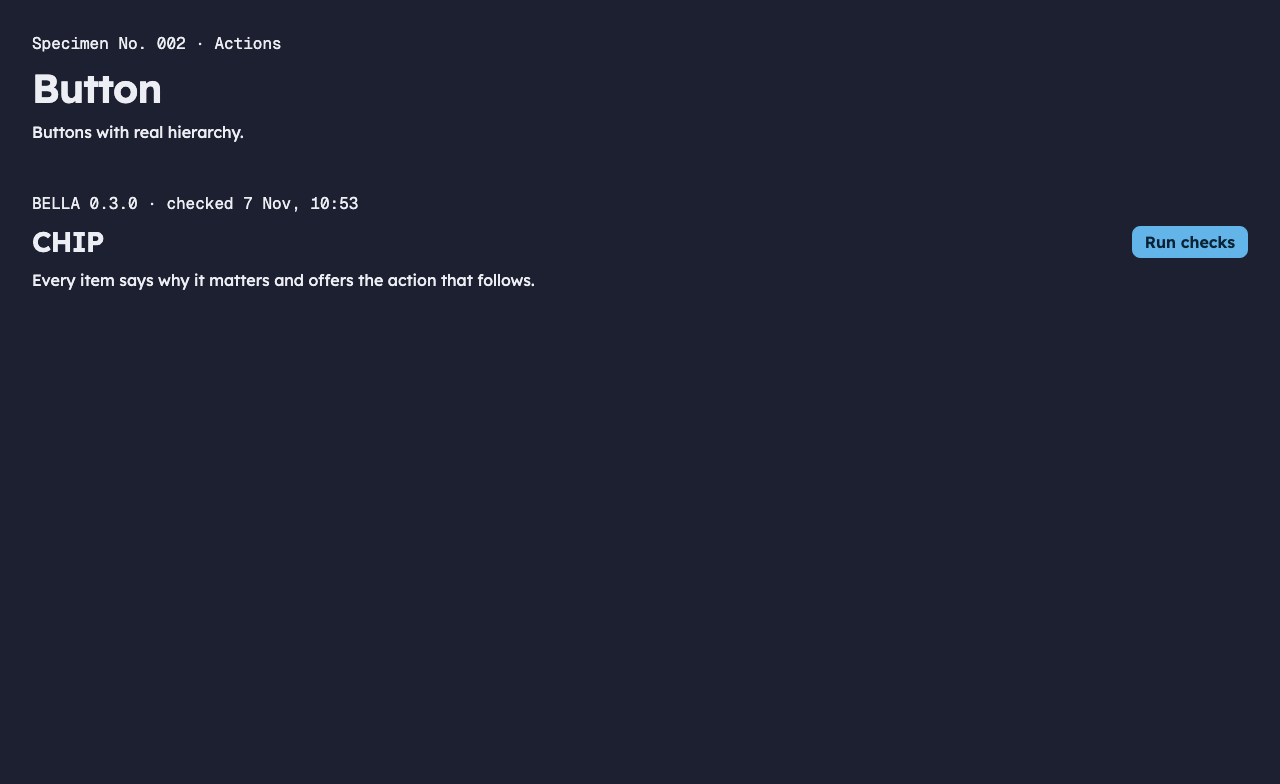 Specimen No. 002 · Actions
Button
Buttons with real hierarchy.
BELLA 0.3.0 · checked 7 Nov, 10:53
CHIP
Run checks
Every item says why it matters and offers the action that follows.